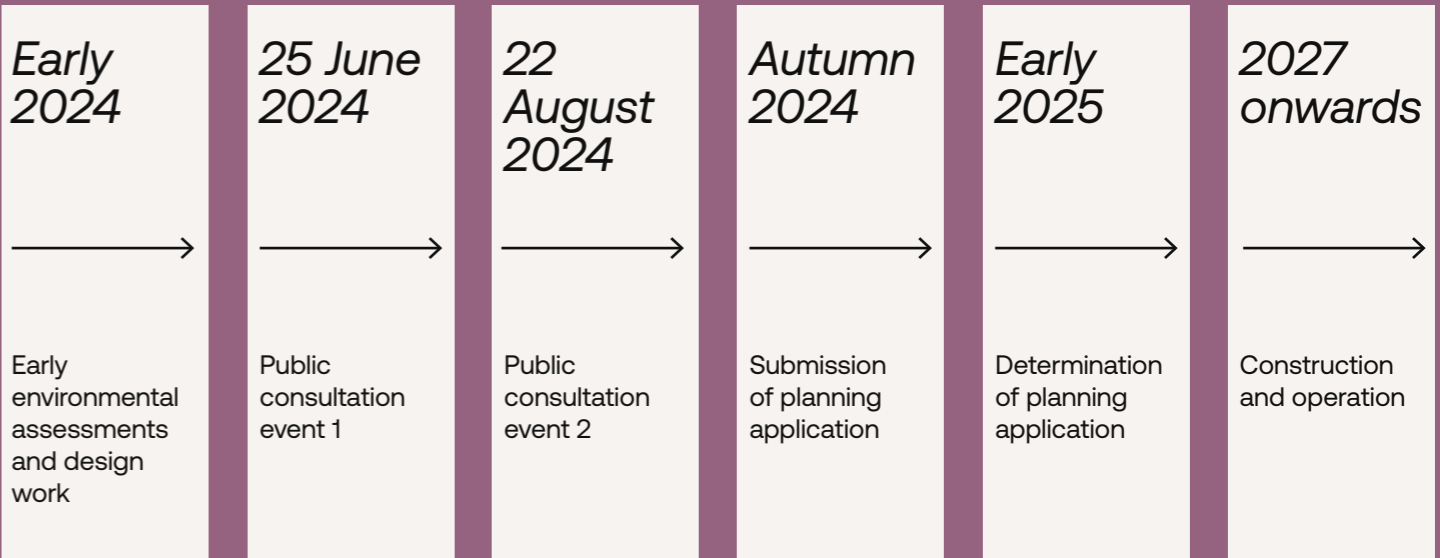 Early
2024
Early
environmental
assessments
and design
work
25 June
2024
Public
consultation
event 1
22
August
2024
Public
consultation
event 2
Autumn
2024
Submission
of planning
application
Early
2025
Determination
of planning
application
2027
onwards
Construction
and operation